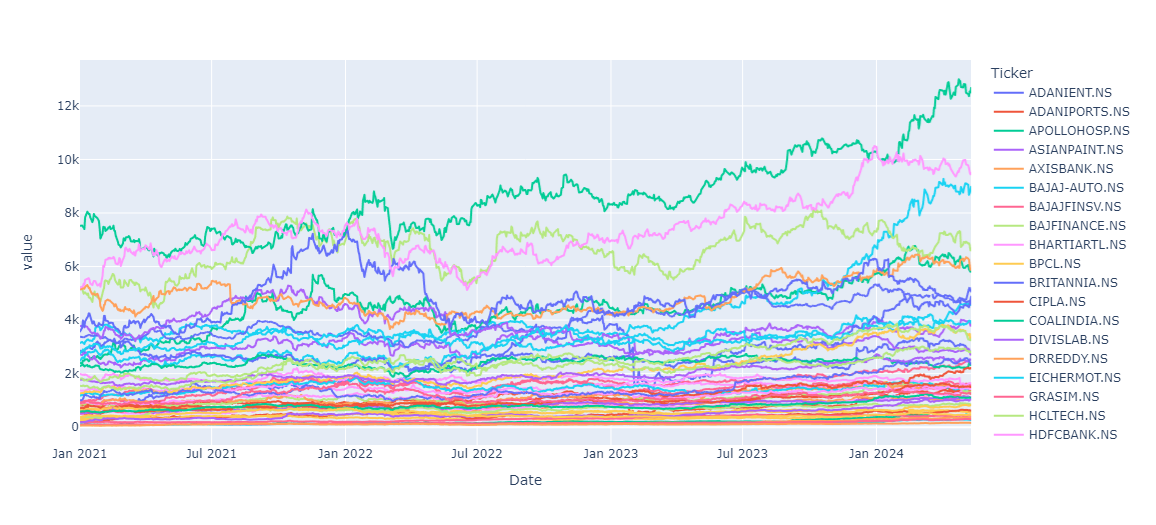 Ticker
ADANIENT.NS
ADANIPORTS.NS
APOLLOHOSP.NS
ASIANPAINT.NS
AXISBANK.NS
BAJAJ-AUTO.NS
BAJAJFINSV.NS
BAJFINANCE.NS
BHARTIARTL.NS
BPCL.NS
BRITANNIA.NS
CIPLA.NS
COALINDIA.NS
DIVISLAB.NS
DRREDDY.NS
EICHERMOT.NS
GRASIM.NS
HCLTECH.NS
HDFCBANK.NS
12k
10k
8k
6k
4k
2k
0
value
Jan 2021 Jul 2021 Jan 2022 Jul 2022 Jan 2023 Jul 2023 Jan 2024
Date